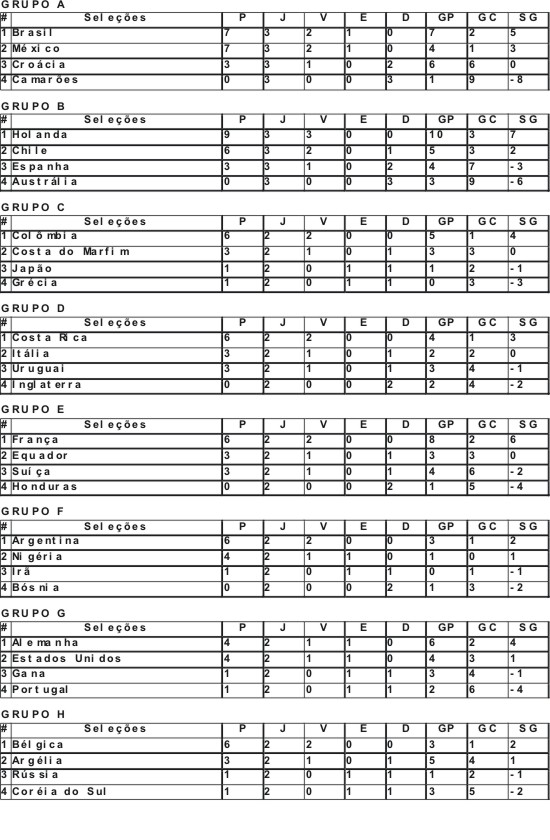 GRUPO A
# Seleções P J V E D GP GC SG
1 Brasil 7 3 2 1 0 7 2 5
2 México 7 3 2 1 0 4 1 3
3 Croácia 3 3 1 0 2 6 6 0
4 Camarões 0 3 0 0 3 1 9 -8
GRUPO B
# Seleções P J V E D GP GC SG
1 Holanda 9 3 3 0 0 10 3 7
2 Chile 6 3 2 0 1 5 3 2
3 Espanha 3 3 1 0 2 4 7 -3
4 Austrália 0 3 0 0 3 3 9 -6
GRUPO C
# Seleções P J V E D GP GC SG
1 Colômbia 6 2 2 0 0 5 1 4
2 Costa do Marfim 3 2 1 0 1 3 3 0
3 Japão 1 2 0 1 1 1 2 -1
4 Grécia 1 2 0 1 1 0 3 -3
GRUPO D
# Seleções P J V E D GP GC SG
1 Costa Rica 6 2 2 0 0 4 1 3
2 Itália 3 2 1 0 1 2 2 0
3 Uruguai 3 2 1 0 1 3 4 -1
4 Inglaterra 0 2 0 0 2 2 4 -2
GRUPO E
# Seleções P J V E D GP GC SG
1 França 6 2 2 0 0 8 2 6
2 Equador 3 2 1 0 1 3 3 0
3 Suíça 3 2 1 0 1 4 6 -2
4 Honduras 0 2 0 0 2 1 5 -4
GRUPO F
# Seleções P J V E D GP GC SG
1 Argentina 6 2 2 0 0 3 1 2
2 Nigéria 4 2 1 1 0 1 0 1
3 Irã 1 2 0 1 1 0 1 -1
4 Bósnia 0 2 0 0 2 1 3 -2
GRUPO G
# Seleções P J V E D GP GC SG
1 Alemanha 4 2 1 1 0 6 2 4
2 Estados Unidos 4 2 1 1 0 4 3 1
3 Gana 1 2 0 1 1 3 4 -1
4 Portugal 1 2 0 1 1 2 6 -4
GRUPO H
# Seleções P J V E D GP GC SG
1 Bélgica 6 2 2 0 0 3 1 2
2 Argélia 3 2 1 0 1 5 4 1
3 Rússia 1 2 0 1 1 1 2 -1
4 Coréia do Sul 1 2 0 1 1 3 5 -2